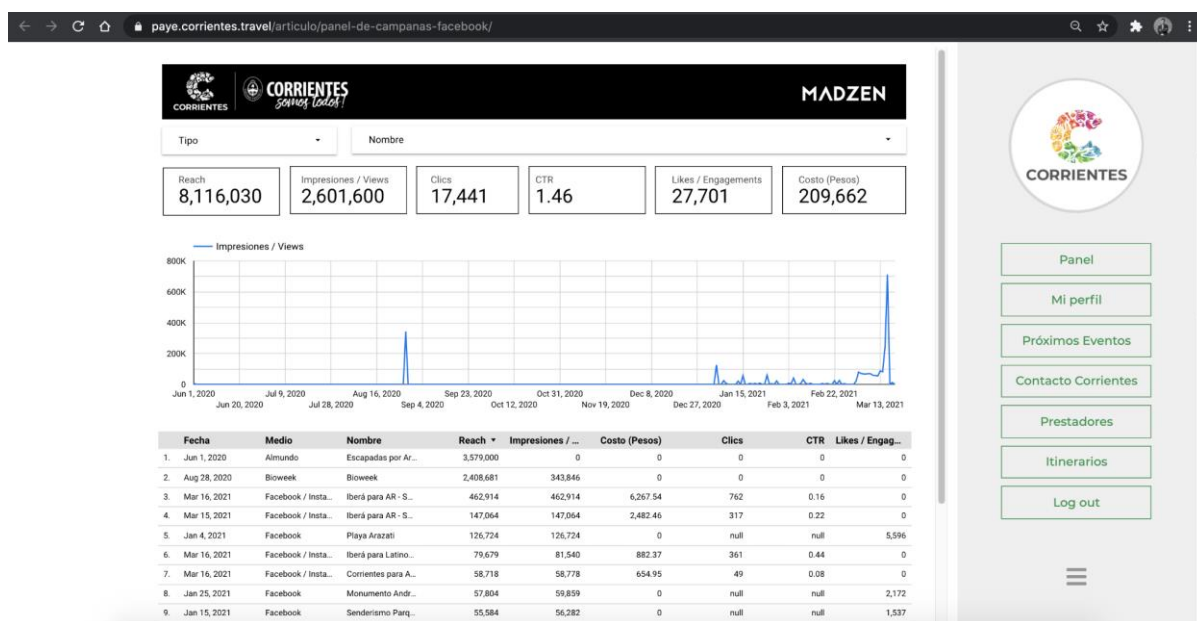 paye.corrientes.travel/articulo/panel-de-campanas-facebook/
CORRIENTES
CORRIENTES
somos todos!
MADZEN
Tipo
Nombre
Reach
8,116,030
Impresiones / Views
2,601,600
Clics
17,441
CTR
1.46
Likes / Engagements
27,701
Costo (Pesos)
209,662
Impresiones / Views
800K
600K
400K
200K
0
Jun 1, 2020 Jul 9, 2020 Aug 16, 2020 Sep 23, 2020 Oct 31, 2020 Dec 8, 2020 Jan 15, 2021 Feb 22, 2021
Jun 20, 2020 Jul 28, 2020 Sep 4, 2020 Oct 12, 2020 Nov 19, 2020 Dec 27, 2020 Feb 3, 2021 Mar 13, 2021
Fecha Medio Nombre Reach Impresiones / ... Costo (Pesos) Clics CTR Likes / Engag...
1. Jun 1, 2020 Almundo Escapadas por Ar... 3,579,000 0 0 0 0 0
2. Aug 28, 2020 Bioweek Bioweek 2,408,681 343,846 0 0 0 0
3. Mar 16, 2021 Facebook / Insta... Iberá para AR - S... 462,914 462,914 6,267.54 762 0.16 0
4. Mar 15, 2021 Facebook / Insta... Iberá para AR - S... 147,064 147,064 2,482.46 317 0.22 0
5. Jan 4, 2021 Facebook Playa Arazati 126,724 126,724 0 null null 5,596
6. Mar 16, 2021 Facebook / Insta... Iberá para Latino... 79,679 81,540 882.37 361 0.44 0
7. Mar 16, 2021 Facebook / Insta... Corrientes para A... 58,718 58,778 654.95 49 0.08 0
8. Jan 25, 2021 Facebook Monumento Andr... 57,804 59,859 0 null null 2,172
9. Jan 15, 2021 Facebook Senderismo Parq... 55,584 56,282 0 null null 1,537
CORRIENTES
Panel
Mi perfil
Próximos Eventos
Contacto Corrientes
Prestadores
Itinerarios
Log out